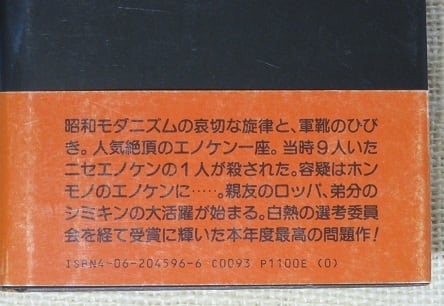 昭和モダニズムの哀切な旋律と、軍靴のひび
き。人気絶頂のエノケン一座。当時9人いた
ニセエノケンの1人が殺された。容疑はホン
モノのエノケンに……。親友のロッパ、弟分の
シミキンの大活躍が始まる。白熱の選考委員
会を経て受賞に輝いた本年度最高の問題作!
ISBN4-06-204596-6 C0093 P1100E (0)